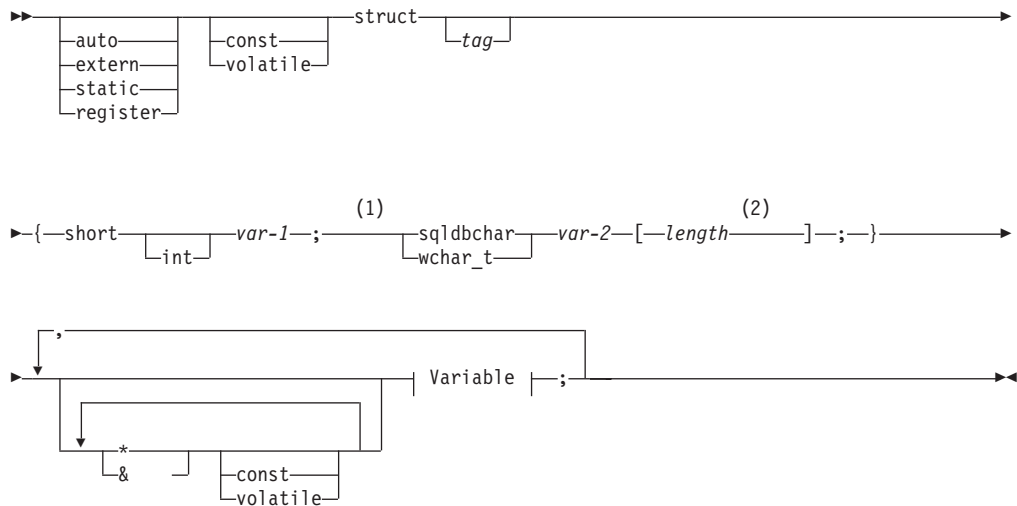 struct
auto const tag
extern volatile
static
register
(1) (2)
{ short var-1 ; sqldbchar var-2 [ length ] ; }
int wchar_t
,
Variable ;
*
& const
volatile